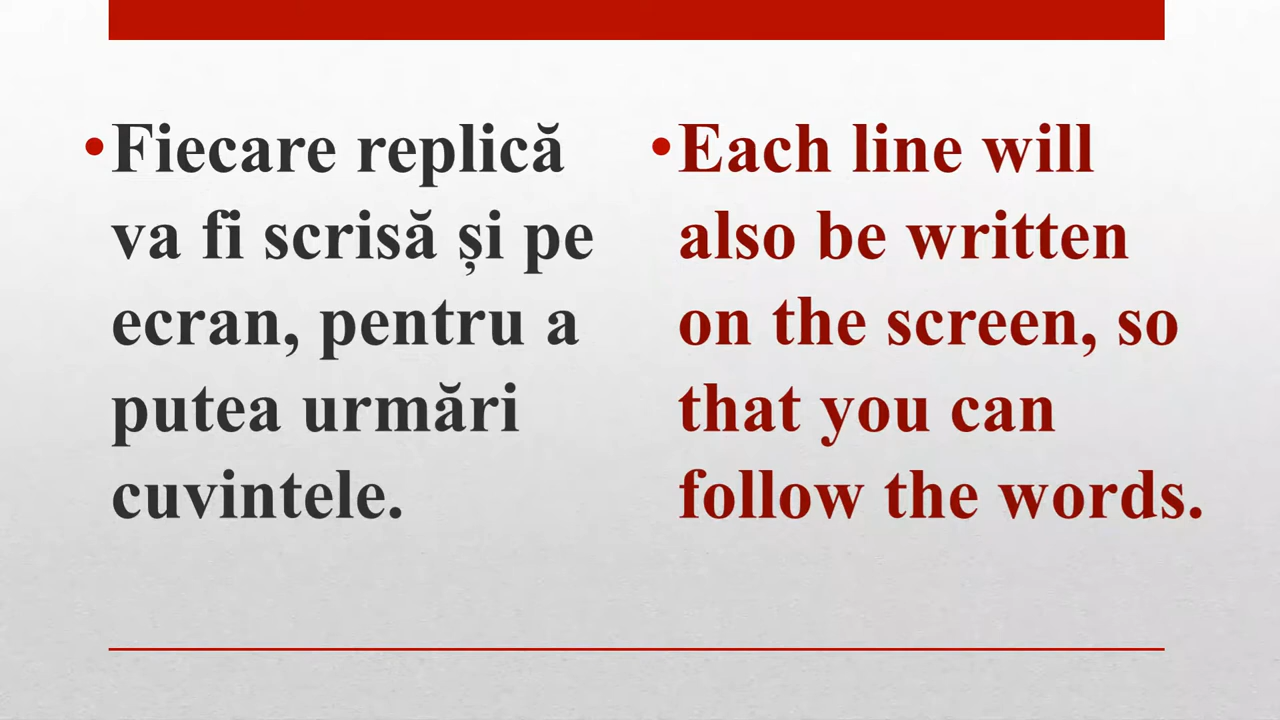 •Fiecare replică
va fi scrisă și pe
ecran, pentru a
putea urmări
cuvintele.
•Each line will
also be written
on the screen, so
that you can
follow the words.